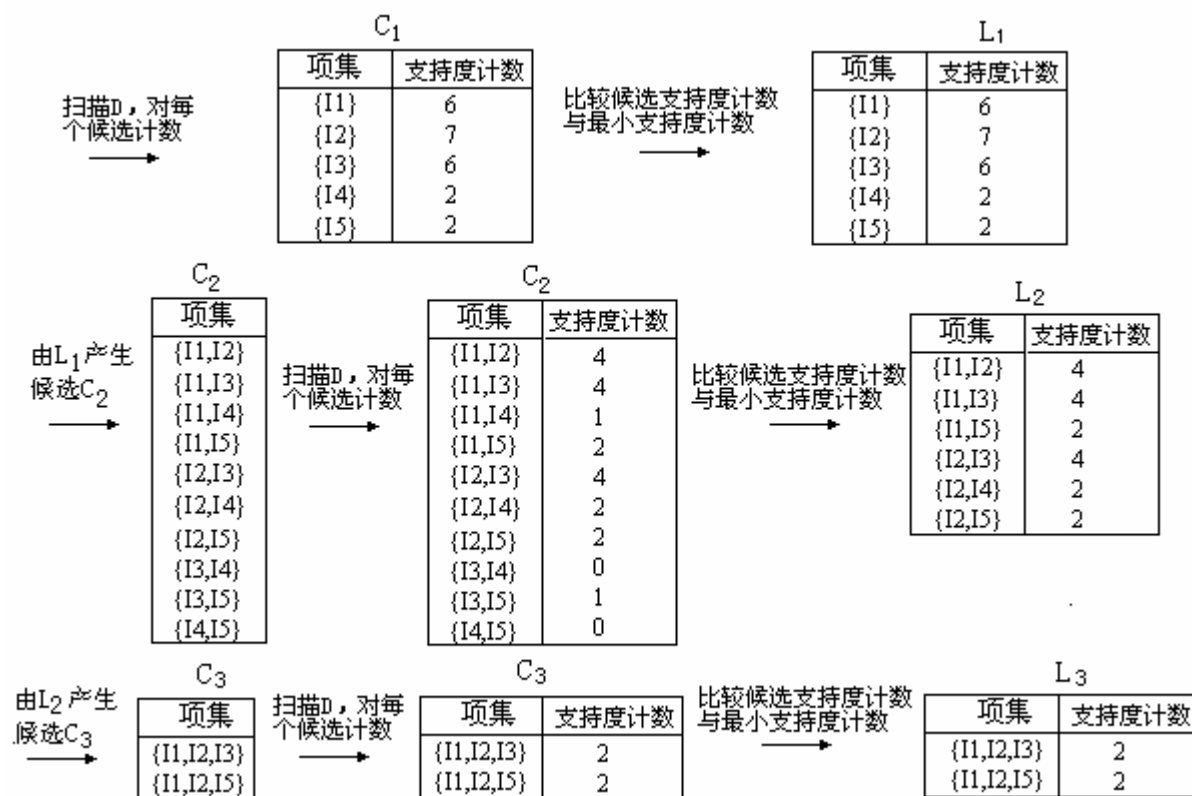 C1
L1
项集 支持度计数
项集 支持度计数
扫描D，对每
个候选计数
比较候选支持度计数
与最小支持度计数
{I1} 6
{I2} 7
{I3} 6
{I4} 2
{I5} 2
{I1} 6
{I2} 7
{I3} 6
{I4} 2
{I5} 2
由L1产生
候选C2
C2
项集
{I1,I2}
{I1,I3}
{I1,I4}
{I1,I5}
{I2,I3}
{I2,I4}
{I2,I5}
{I3,I4}
{I3,I5}
{I4,I5}
扫描D，对每
个候选计数
C2
项集 支持度计数
{I1,I2} 4
{I1,I3} 4
{I1,I4} 1
{I1,I5} 2
{I2,I3} 4
{I2,I4} 2
{I2,I5} 2
{I3,I4} 0
{I3,I5} 1
{I4,I5} 0
比较候选支持度计数
与最小支持度计数
L2
项集 支持度计数
{I1,I2} 4
{I1,I3} 4
{I1,I5} 2
{I2,I3} 4
{I2,I4} 2
{I2,I5} 2
由L2产生
候选C3
C3
项集
{I1,I2,I3}
{I1,I2,I5}
扫描D，对每
个候选计数
C3
项集 支持度计数
{I1,I2,I3} 2
{I1,I2,I5} 2
比较候选支持度计数
与最小支持度计数
L3
项集 支持度计数
{I1,I2,I3} 2
{I1,I2,I5} 2